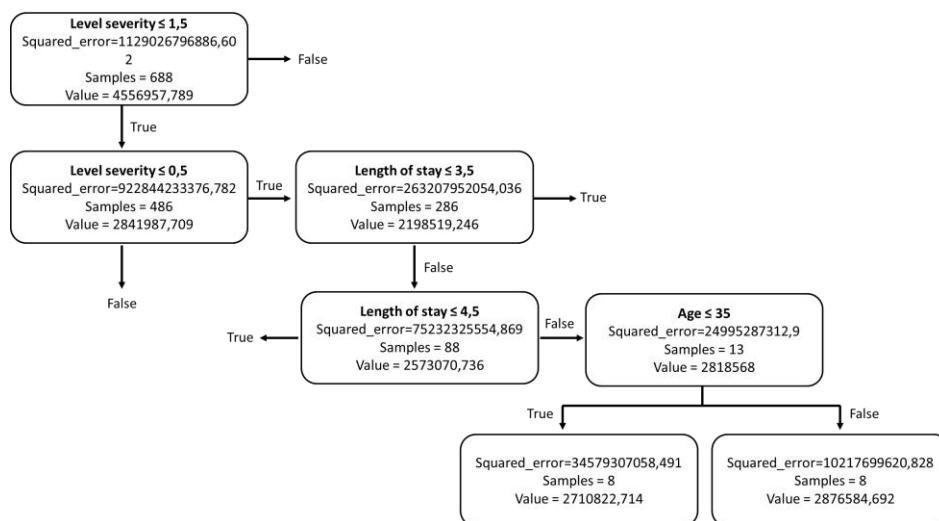 Level severity ≤ 1,5
Squared_error=1129026796886,60
2
Samples = 688
Value = 4556957,789
False
True
Level severity ≤ 0,5
Squared_error=922844233376,782
Samples = 486
Value = 2841987,709
True
Length of stay ≤ 3,5
Squared_error=263207952054,036
Samples = 286
Value = 2198519,246
True
False
False
Length of stay ≤ 4,5
Squared_error=75232325554,869
Samples = 88
Value = 2573070,736
True
False
Age ≤ 35
Squared_error=24995287312,9
Samples = 13
Value = 2818568
True
False
Squared_error=34579307058,491
Samples = 8
Value = 2710822,714
Squared_error=10217699620,828
Samples = 8
Value = 2876584,692